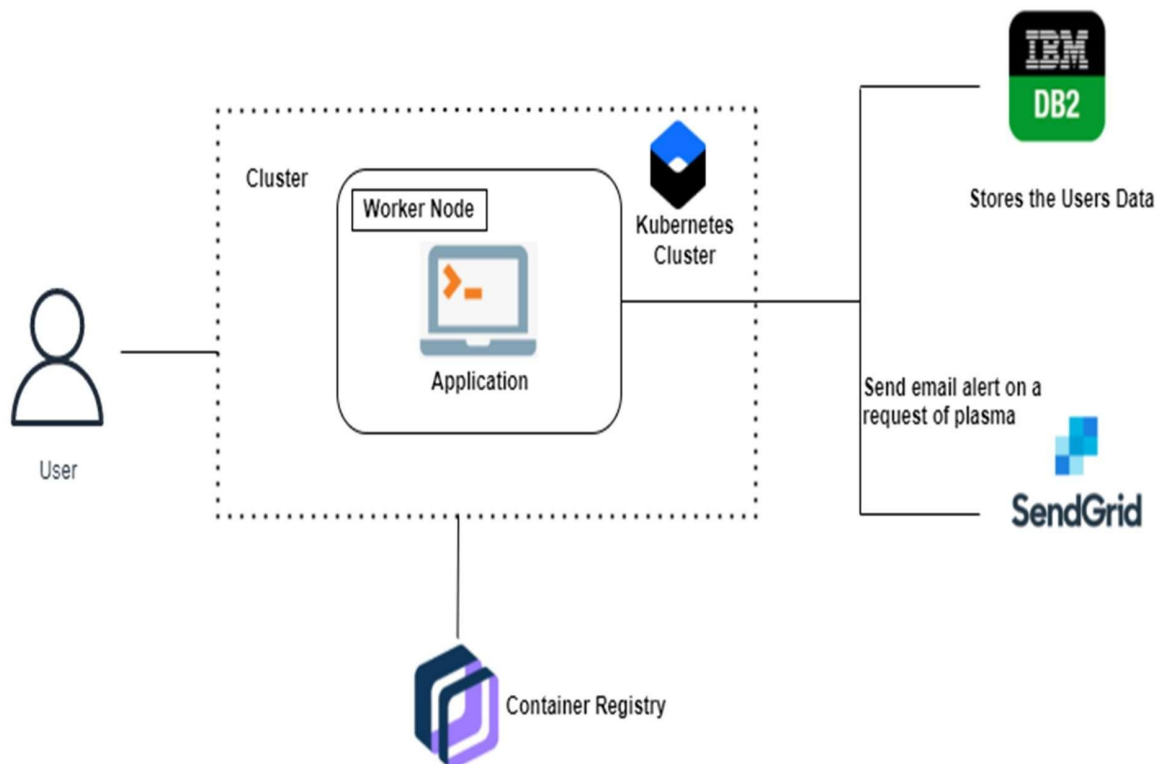 IBM
DB2
Cluster
Worker Node
Kubernetes
Cluster
Stores the Users Data
Application
Send email alert on a
request of plasma
User
SendGrid
Container Registry